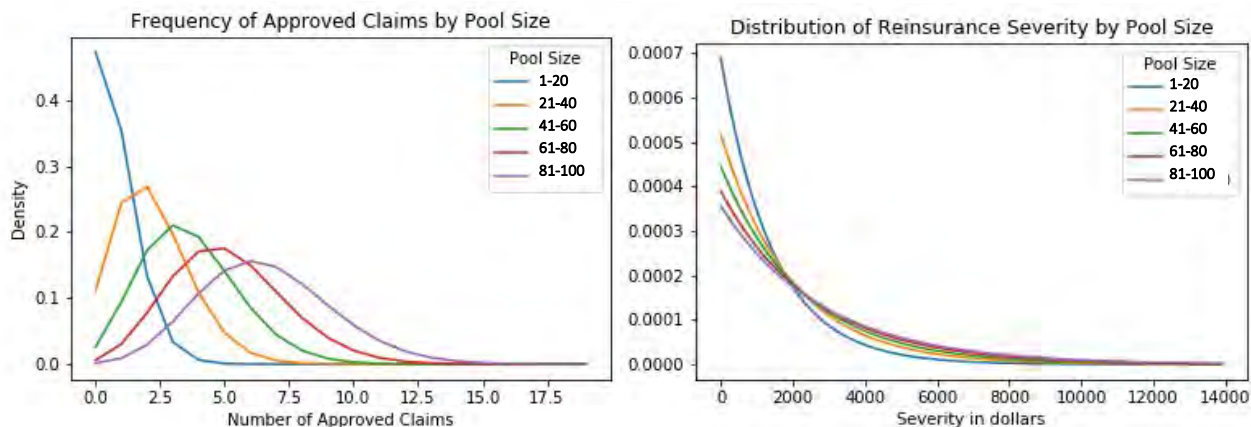 Frequency of Approved Claims by Pool Size
Pool Size
1-20
21-40
41-60
61-80
81-100
0.4
0.3
0.2
0.1
0.0
Density
0.0 2.5 5.0 7.5 10.0 12.5 15.0 17.5
Number of Approved Claims
Distribution of Reinsurance Severity by Pool Size
Pool Size
1-20
21-40
41-60
61-80
81-100
0.0007
0.0006
0.0005
0.0004
0.0003
0.0002
0.0001
0.0000
0 2000 4000 6000 8000 10000 12000 14000
Severity in dollars